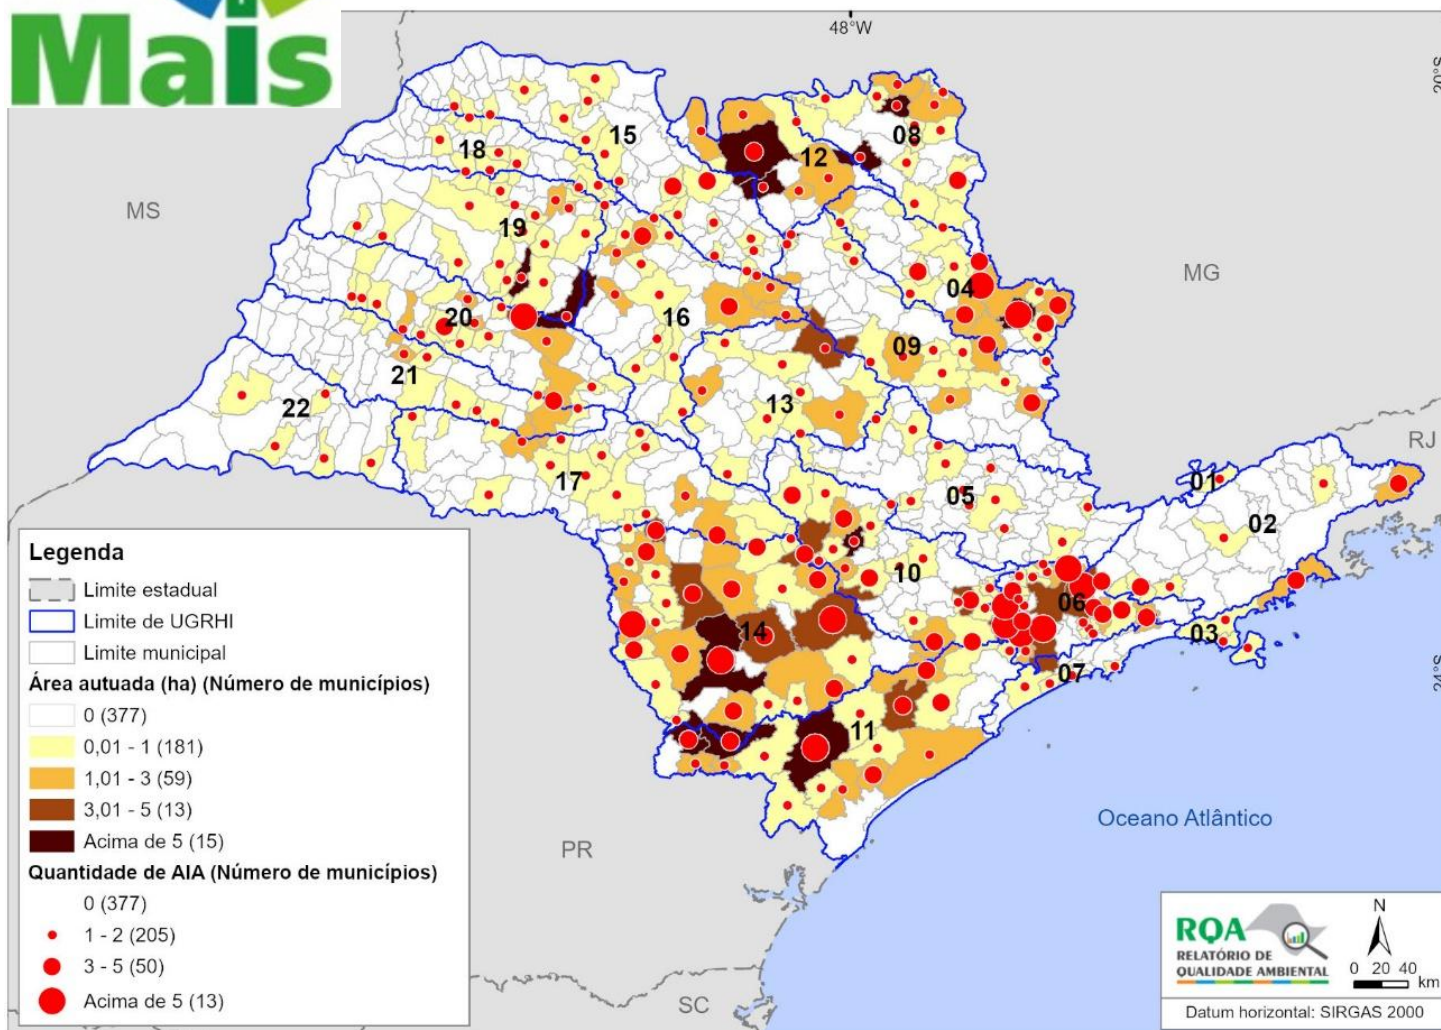 Mais
48°W
20°S
24°S
MS
MG
RJ
PR
SC
Oceano Atlântico
15
18
12
08
19
04
20
16
09
21
22
13
17
05
01
02
10
06
03
14
07
11
Legenda
Limite estadual
Limite de UGRHI
Limite municipal
Área autuada (ha) (Número de municípios)
0 (377)
0,01 - 1 (181)
1,01 - 3 (59)
3,01 - 5 (13)
Acima de 5 (15)
Quantidade de AIA (Número de municípios)
0 (377)
1 - 2 (205)
3 - 5 (50)
Acima de 5 (13)
RQA
RELATÓRIO DE
QUALIDADE AMBIENTAL
N
0 20 40
km
Datum horizontal: SIRGAS 2000